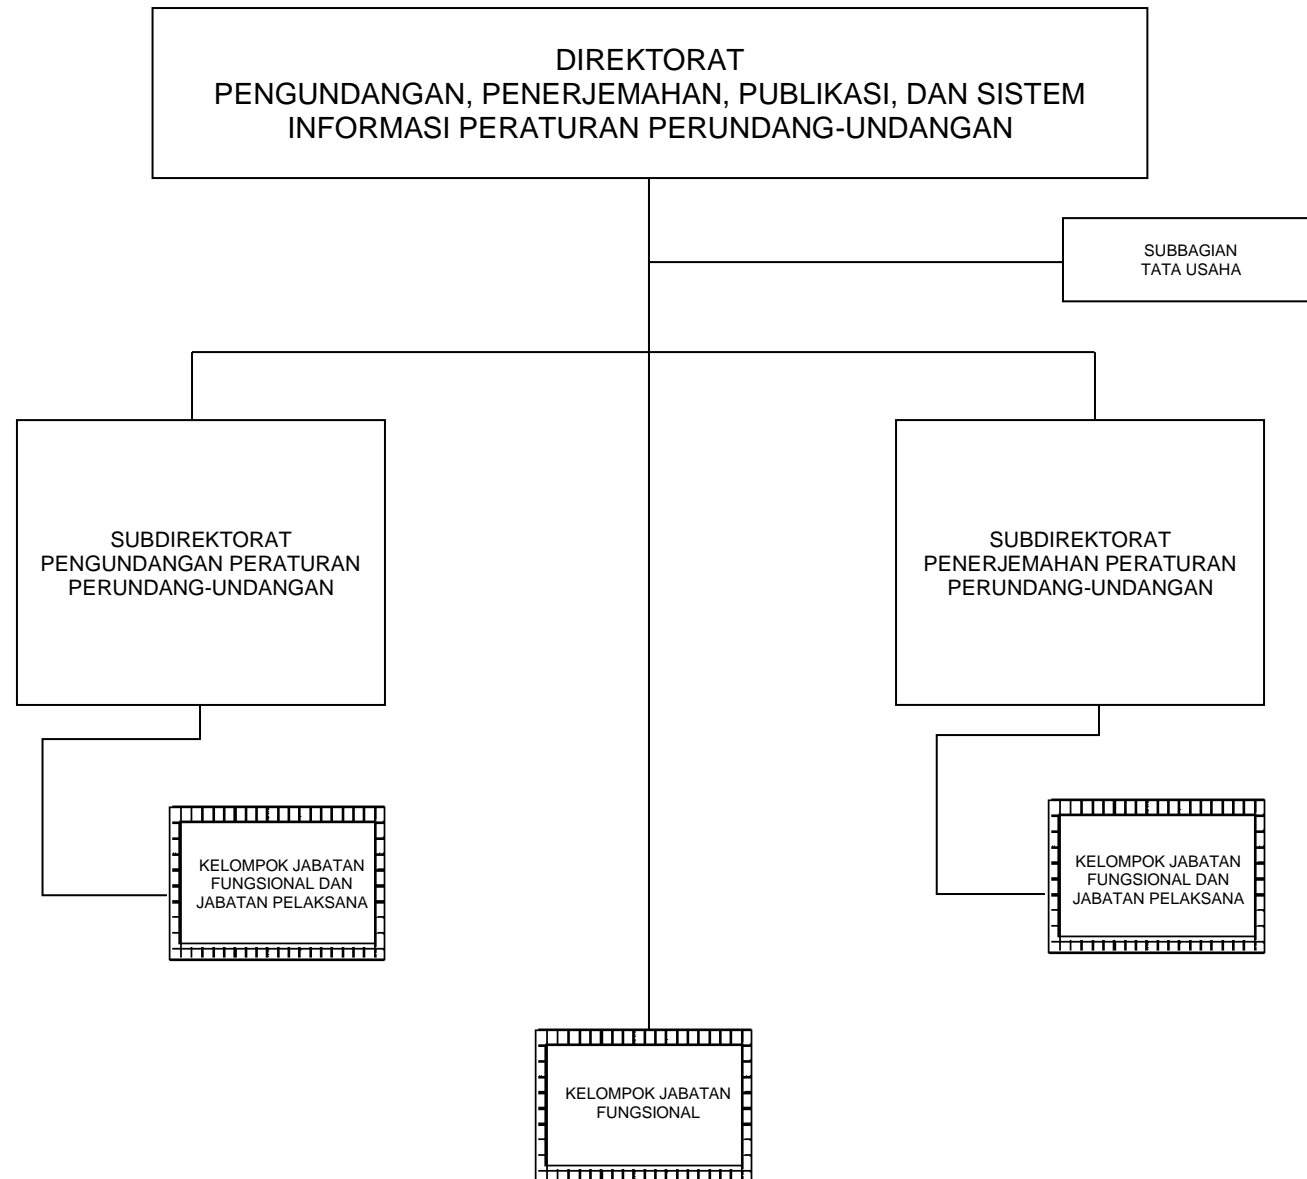 DIREKTORAT
PENGUNDANGAN, PENERJEMAHAN, PUBLIKASI, DAN SISTEM
INFORMASI PERATURAN PERUNDANG-UNDANGAN
SUBBAGIAN
TATA USAHA
SUBDIREKTORAT
PENGUNDANGAN PERATURAN
PERUNDANG-UNDANGAN
SUBDIREKTORAT
PENERJEMAHAN PERATURAN
PERUNDANG-UNDANGAN
KELOMPOK JABATAN
FUNGSIONAL DAN
JABATAN PELAKSANA
KELOMPOK JABATAN
FUNGSIONAL DAN
JABATAN PELAKSANA
KELOMPOK JABATAN
FUNGSIONAL